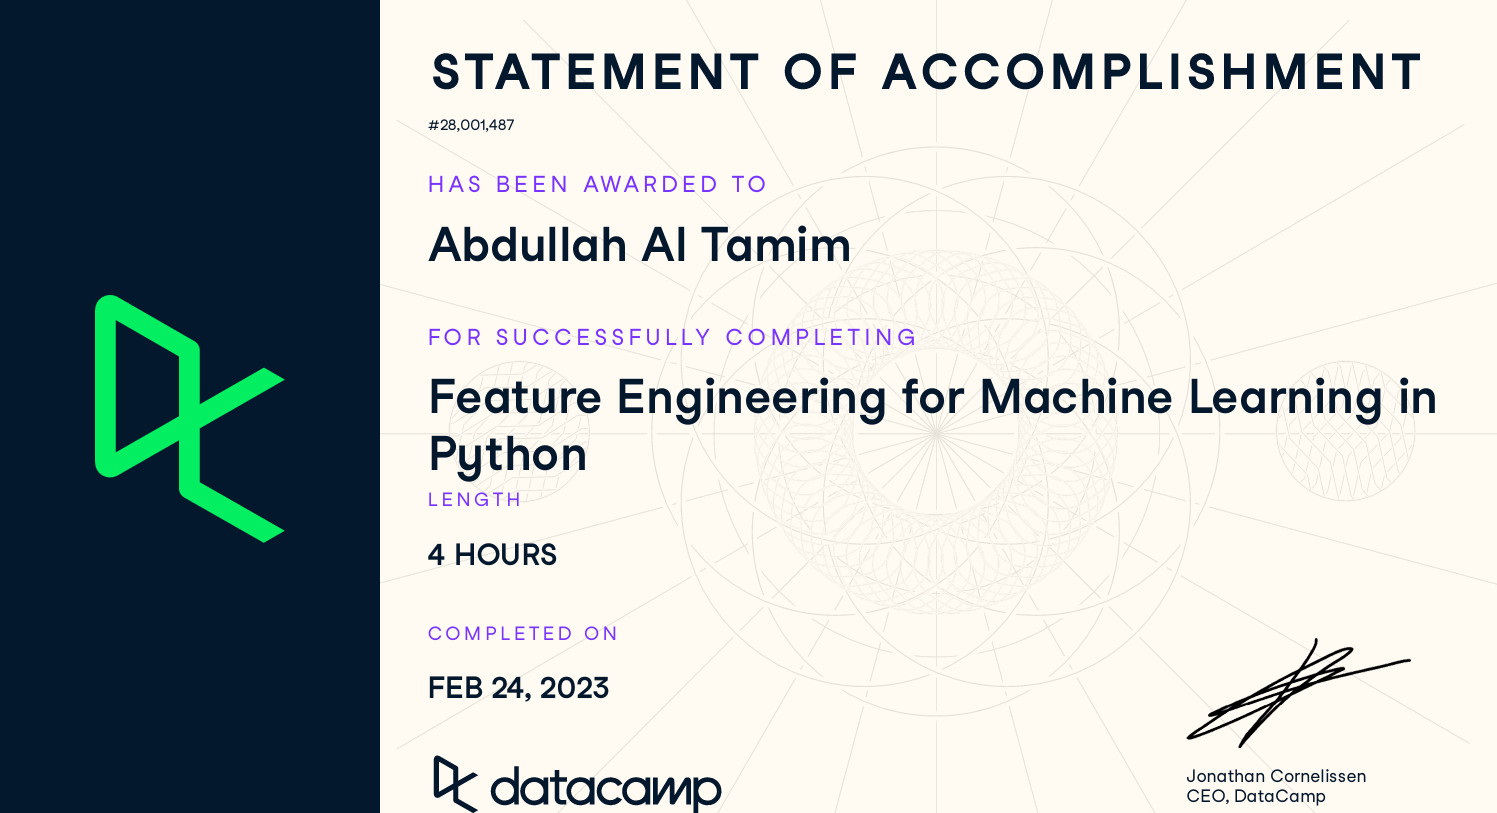 STATEMENT OF ACCOMPLISHMENT
#28,001,487
HAS BEEN AWARDED TO
Abdullah Al Tamim
FOR SUCCESSFULLY COMPLETING
Feature Engineering for Machine Learning in
Python
LENGTH
4 HOURS
COMPLETED ON
FEB 24, 2023
datacamp
Jonathan Cornelissen
CEO, DataCamp